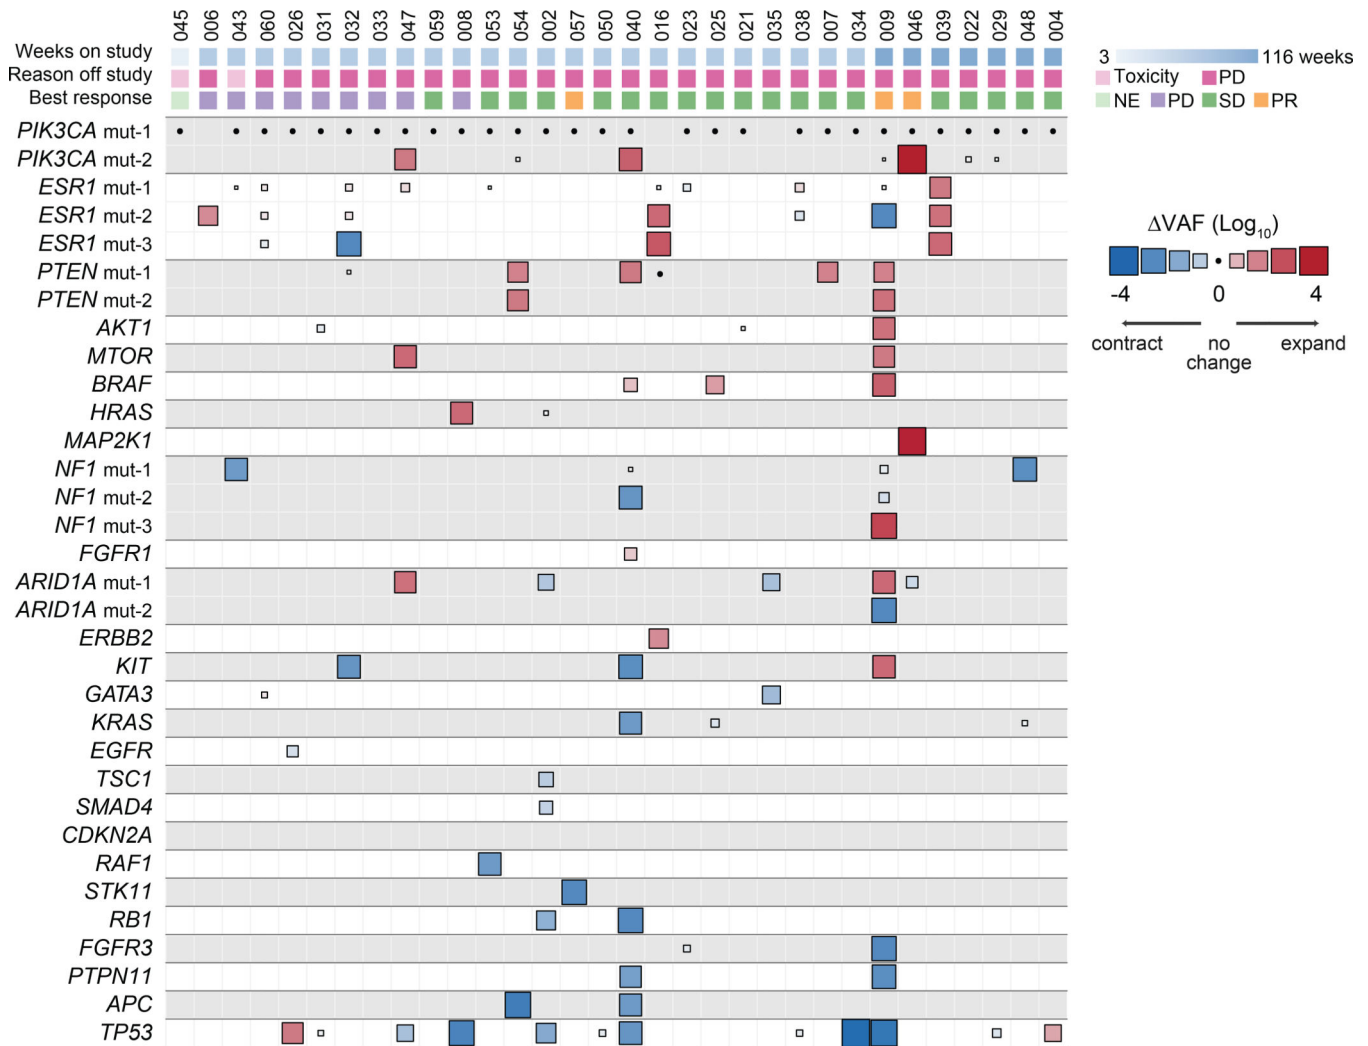 045 006 043 060 026 031 032 033 047 059 008 053 054 002 057 050 040 016 023 025 021 035 038 007 034 009 046 039 022 029 048 004
Weeks on study
Reason off study
Best response
3 116 weeks
Toxicity PD
NE PD SD PR
PIK3CA mut-1
PIK3CA mut-2
ESR1 mut-1
ESR1 mut-2
ESR1 mut-3
PTEN mut-1
PTEN mut-2
AKT1
MTOR
BRAF
HRAS
MAP2K1
NF1 mut-1
NF1 mut-2
NF1 mut-3
FGFR1
ARID1A mut-1
ARID1A mut-2
ERBB2
KIT
GATA3
KRAS
EGFR
TSC1
SMAD4
CDKN2A
RAF1
STK11
RB1
FGFR3
PTPN11
APC
TP53
ΔVAF (Log10)
-4 0 4
contract no change expand